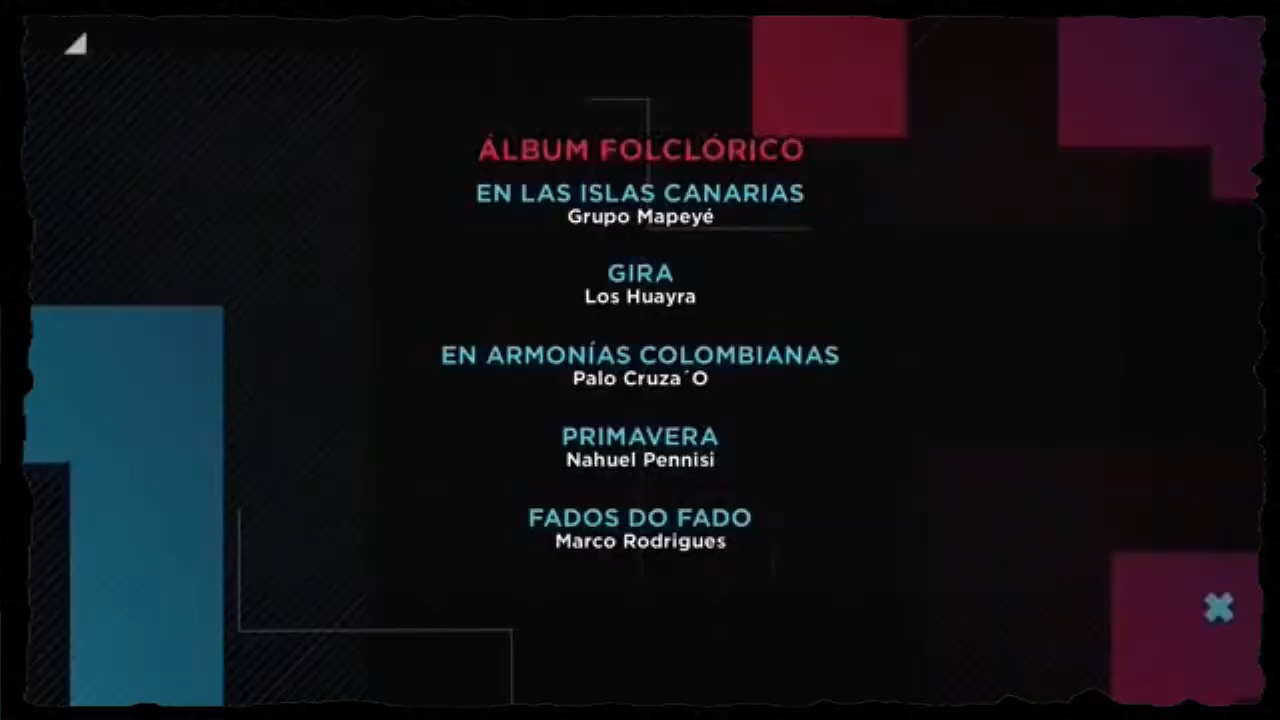 ÁLBUM FOLCLÓRICO
EN LAS ISLAS CANARIAS
Grupo Mapeyé
GIRA
Los Huayra
EN ARMONÍAS COLOMBIANAS
Palo Cruza´O
PRIMAVERA
Nahuel Pennisi
FADOS DO FADO
Marco Rodrigues